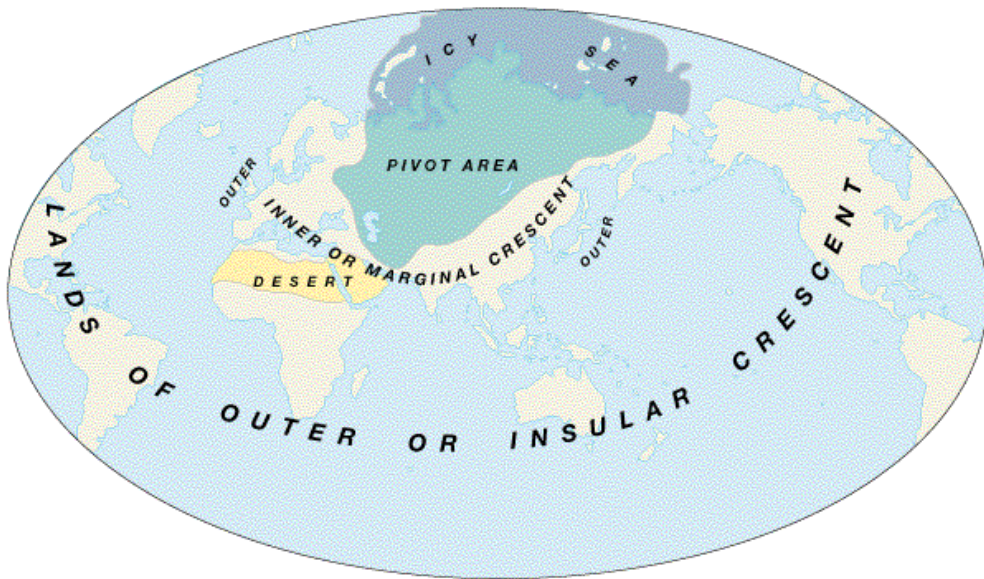 ICY SEA
PIVOT AREA
OUTER
INNER OR MARGINAL CRESCENT
OUTER
DESERT
LANDS OF OUTER OR INSULAR CRESCENT